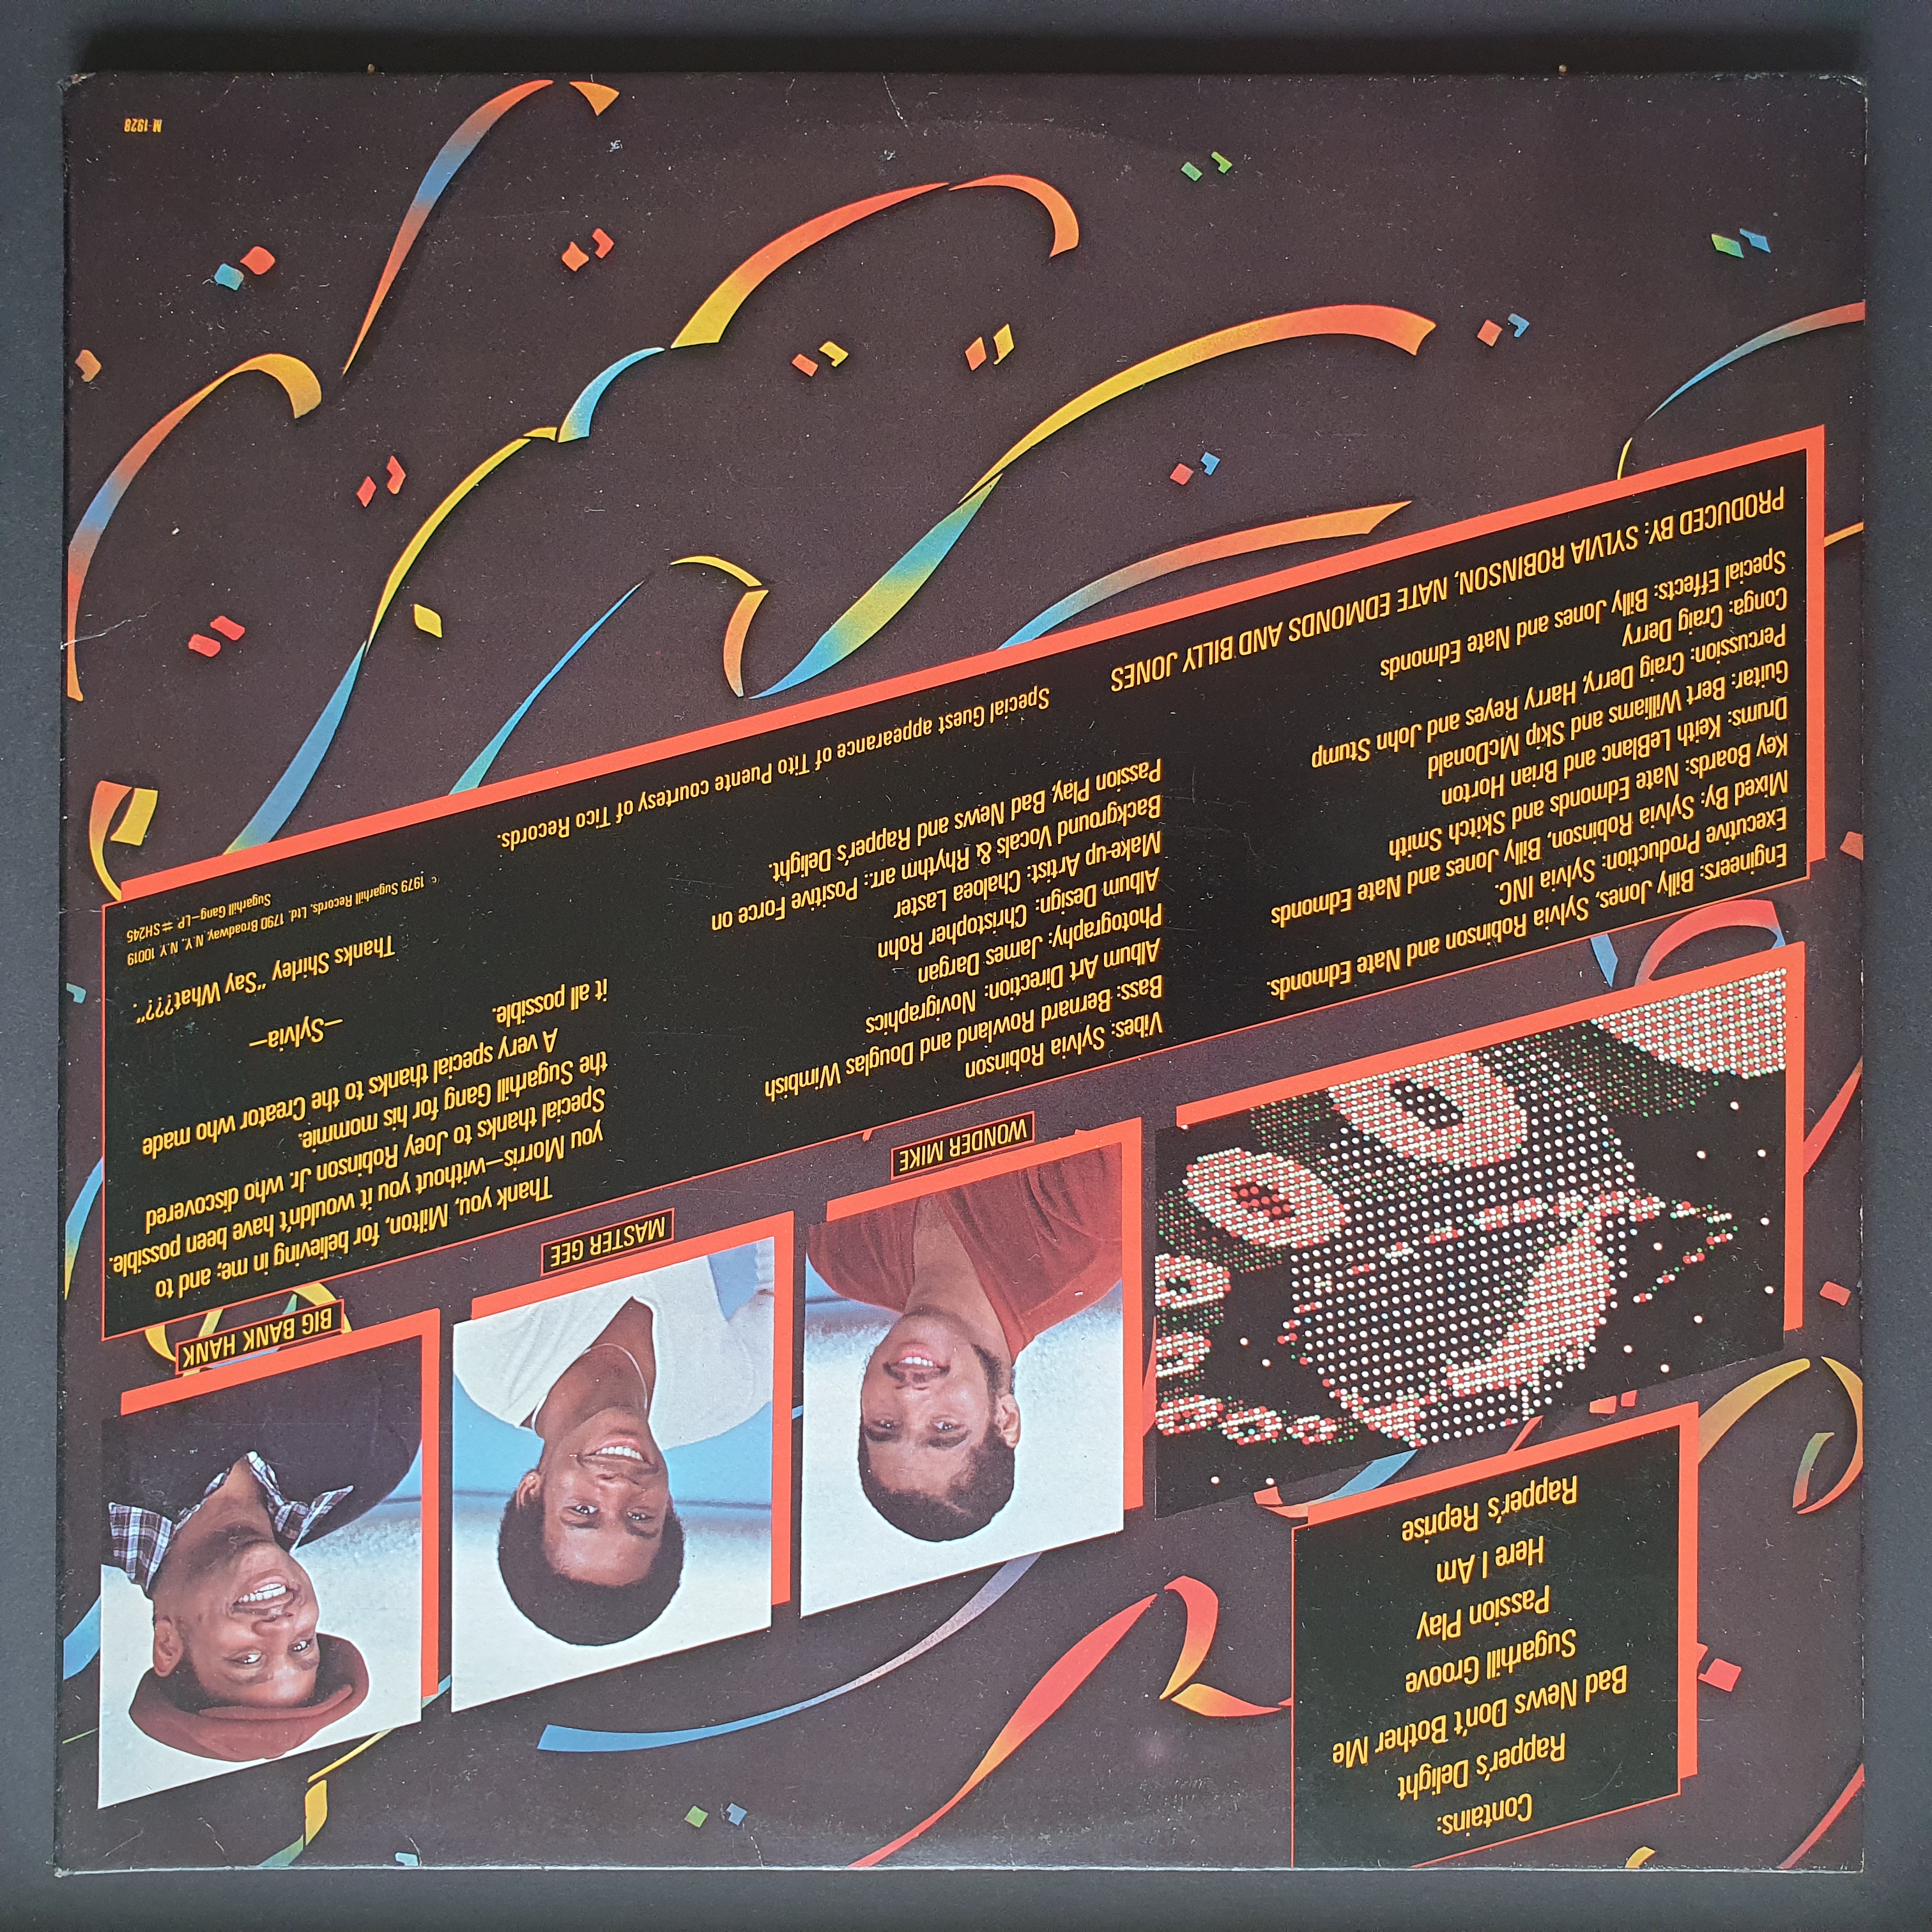 Contains:
Rapper's Delight
Bad News Don't Bother Me
Sugarhill Groove
Passion Play
Here I Am
Rapper's Reprise
WONDER MIKE
MASTER GEE
BIG BANK HANK
Engineers: Billy Jones, Sylvia Robinson and Nate Edmonds.
Executive Production: Sylvia INC.
Mixed By: Sylvia Robinson, Billy Jones and Nate Edmonds
Key Boards: Nate Edmonds and Skitch Smith
Drums: Keith LeBlanc and Brian Horton
Guitar: Bert Williams and Skip McDonald
Percussion: Craig Derry, Harry Reyes and John Stump
Conga: Craig Derry
Special Effects: Billy Jones and Nate Edmonds
PRODUCED BY: SYLVIA ROBINSON, NATE EDMONDS AND BILLY JONES
Vibes: Sylvia Robinson
Bass: Bernard Rowland and Douglas Wimbish
Album Art Direction: Novigraphics
Photography: James Dargan
Album Design: Christopher Rohn
Make-up Artist: Chaloea Laster
Background Vocals & Rhythm arr.: Positive Force on
Passion Play, Bad News and Rapper's Delight.
Special Guest appearance of Tito Puente courtesy of Tico Records.
Thank you, Milton, for believing in me; and to
you Morris—without you it wouldn't have been possible.
Special thanks to Joey Robinson Jr. who discovered
the Sugarhill Gang for his mommie.
A very special thanks to the Creator who made
it all possible.
—Sylvia—
Thanks Shirley "Say What???".
c 1979 Sugarhill Records, Ltd. 1790 Broadway, N.Y., N.Y. 10019
Sugarhill Gang—LP. #SH245
M-1928